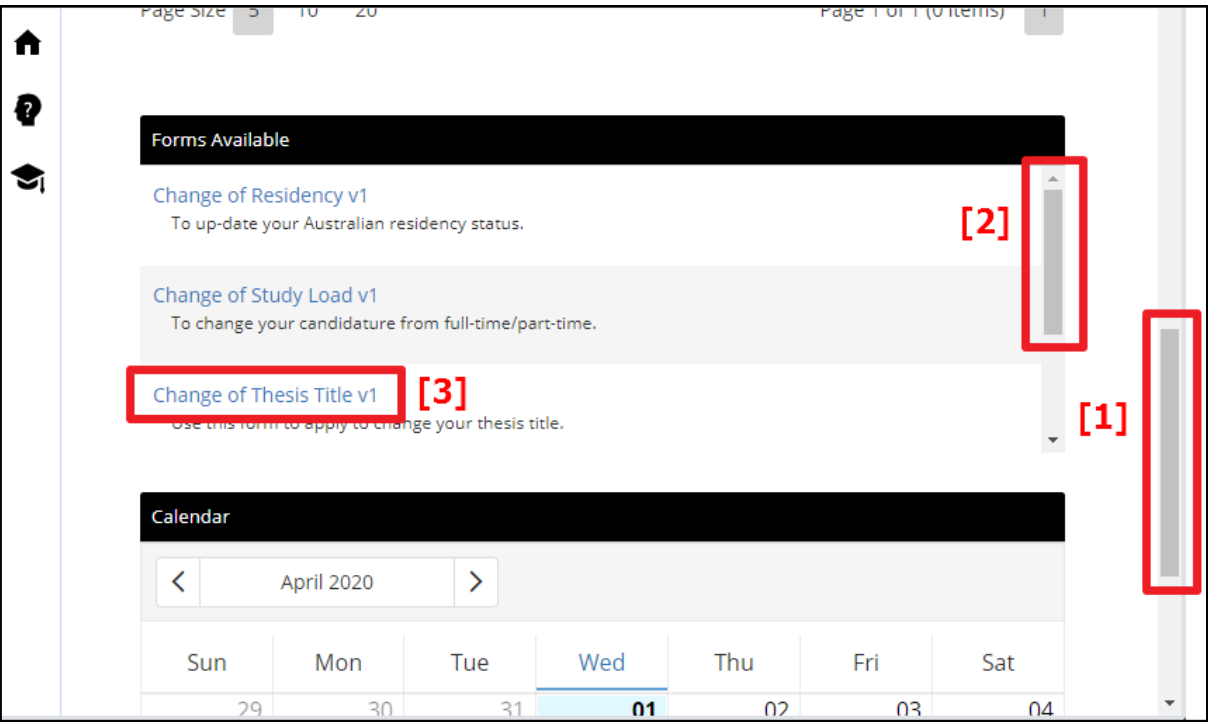 Page Size 5 10 20 Page 1 of 1 (0 items) 1
Forms Available
Change of Residency v1
To up-date your Australian residency status.
[2]
Change of Study Load v1
To change your candidature from full-time/part-time.
Change of Thesis Title v1 [3]
Use this form to apply to change your thesis title.
[1]
Calendar
April 2020
Sun Mon Tue Wed Thu Fri Sat
29 30 31 01 02 03 04